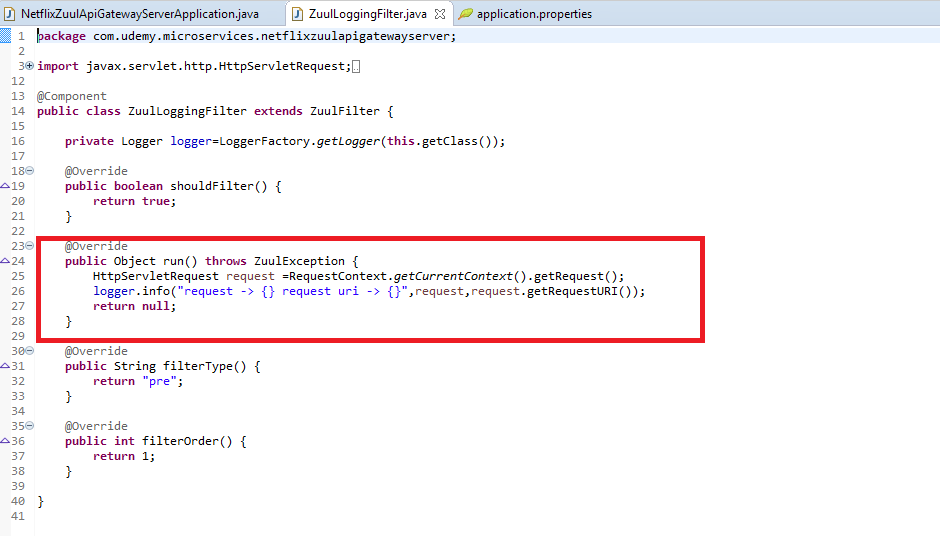 NetflixZuulApiGatewayServerApplication.java ZuulLoggingFilter.java application.properties
1 package com.udemy.microservices.netflixzuulapigatewayserver;
2
3 import javax.servlet.http.HttpServletRequest;
12
13 @Component
14 public class ZuulLoggingFilter extends ZuulFilter {
15
16 private Logger logger=LoggerFactory.getLogger(this.getClass());
17
18 @Override
19 public boolean shouldFilter() {
20 return true;
21 }
22
23 @Override
24 public Object run() throws ZuulException {
25 HttpServletRequest request =RequestContext.getCurrentContext().getRequest();
26 logger.info("request -> {} request uri -> {}",request,request.getRequestURI());
27 return null;
28 }
29
30 @Override
31 public String filterType() {
32 return "pre";
33 }
34
35 @Override
36 public int filterOrder() {
37 return 1;
38 }
39
40 }
41